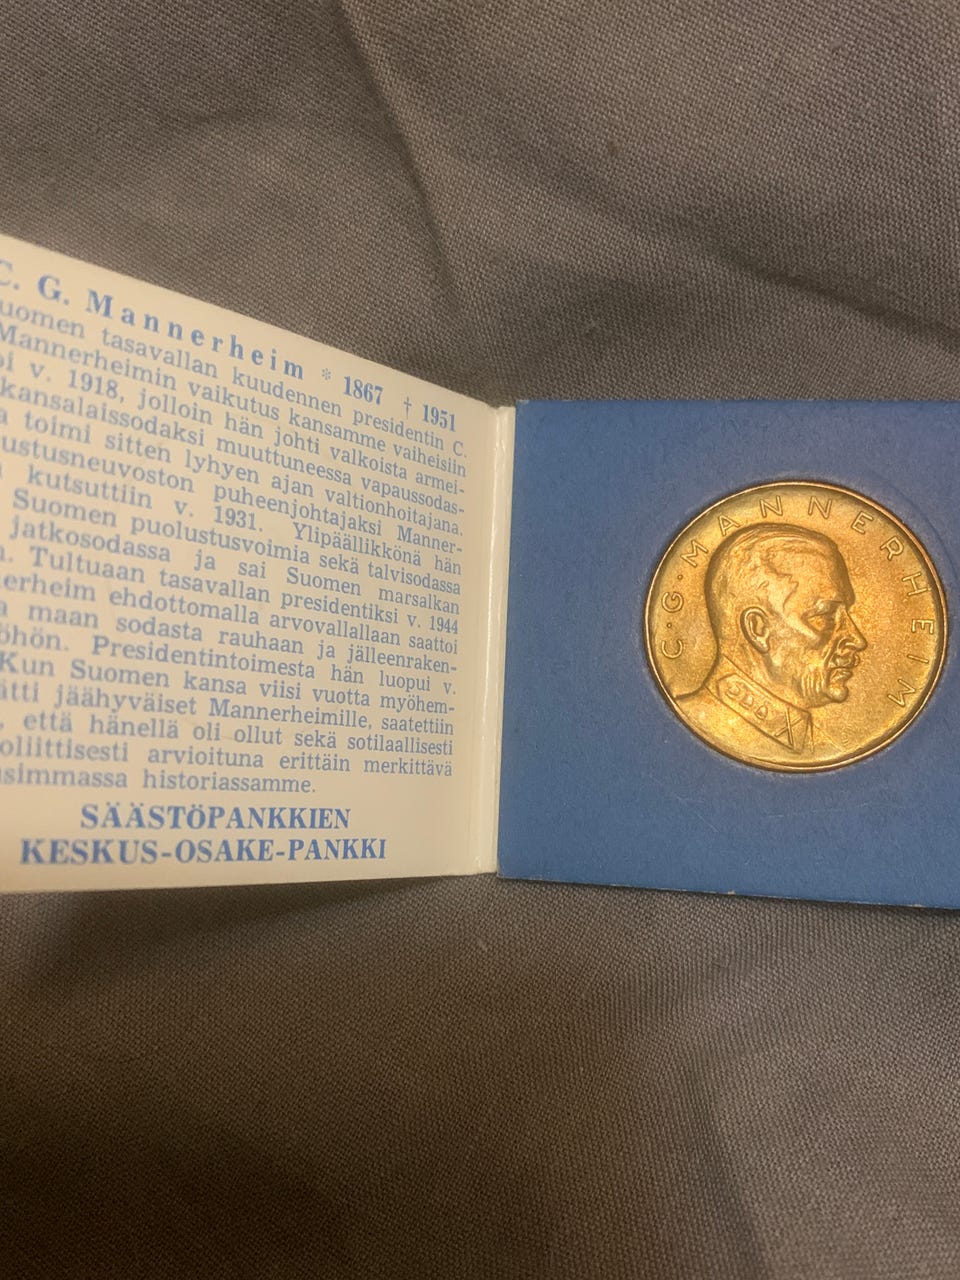 C. G. Mannerheim * 1867 † 1951
uomen tasavallan kuudennen presidentin C.
Mannerheimin vaikutus kansamme vaiheisiin
oi v. 1918, jolloin hän johti valkoista armei-
kansalaissodaksi muuttuneessa vapaussodas-
a toimi sitten lyhyen ajan valtionhoitajana.
ustusneuvoston puheenjohtajaksi Manner-
kutsuttiin v. 1931. Ylipäällikkönä hän
Suomen puolustusvoimia sekä talvisodassa
jatkosodassa ja sai Suomen marsalkan
n. Tultuaan tasavallan presidentiksi v. 1944
nerheim ehdottomalla arvovallallaan saattoi
a maan sodasta rauhaan ja jälleenraken-
öhön. Presidentintoimesta hän luopui v.
Kun Suomen kansa viisi vuotta myöhem-
ätti jäähyväiset Mannerheimille, saatettiin
, että hänellä oli ollut sekä sotilaallisesti
oliittisesti arvioituna erittäin merkittävä
usimmassa historiassamme.
SÄÄSTÖPANKKIEN
KESKUS-OSAKE-PANKKI
C·G·MANNERHEIM